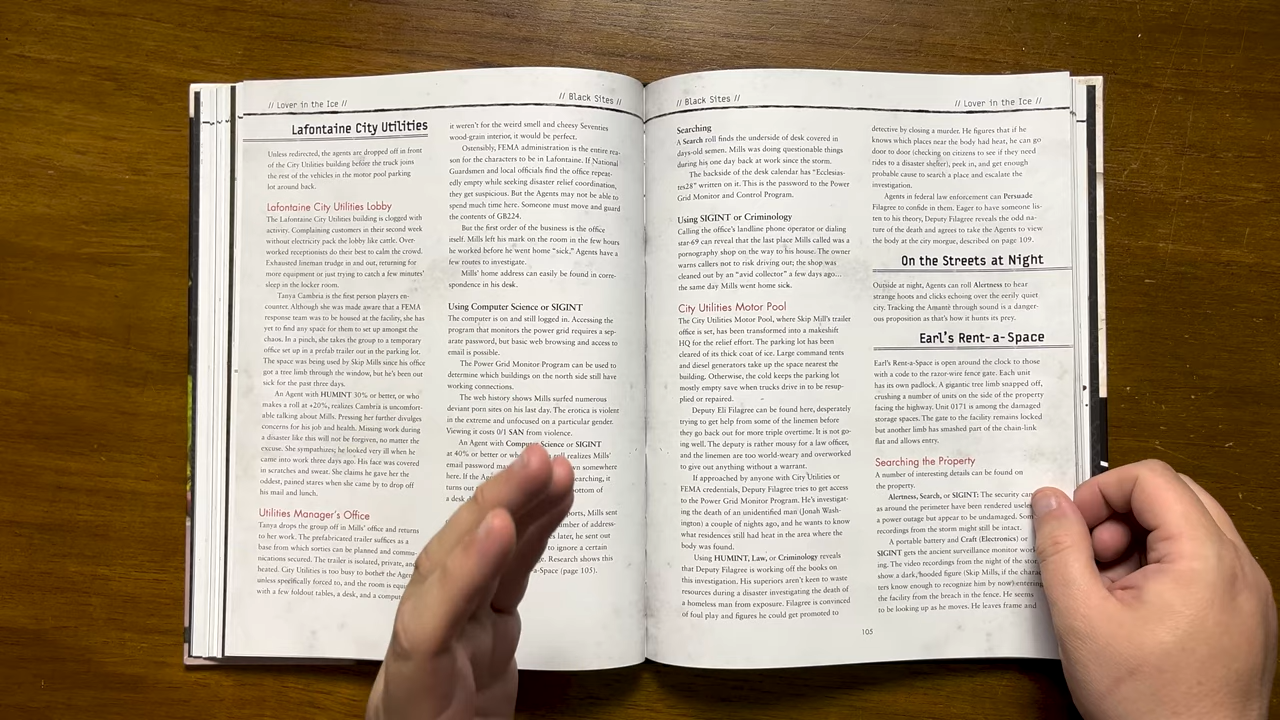 // Lover in the Ice //
// Black Sites //
Lafontaine City Utilities
Unless redirected, the agents are dropped off in front
of the City Utilities building before the truck joins
the rest of the vehicles in the motor pool parking
lot around back.
Lafontaine City Utilities Lobby
The Lafontaine City Utilities building is clogged with
activity. Complaining customers in their second week
without electricity pack the lobby like cattle. Over-
worked receptionists do their best to calm the crowd.
Exhausted lineman trudge in and out, returning for
more equipment or just trying to catch a few minutes'
sleep in the locker room.
Tanya Cambria is the first person players en-
counter. Although she was made aware that a FEMA
response team was to be housed at the facility, she has
yet to find any space for them to set up amongst the
chaos. In a pinch, she takes the group to a temporary
office set up in a prefab trailer out in the parking lot.
The space was being used by Skip Mills since his office
got a tree limb through the window, but he's been out
sick for the past three days.
An Agent with HUMINT 30% or better, or who
makes a roll at +20%, realizes Cambria is uncomfort-
able talking about Mills. Pressing her further divulges
concerns for his job and health. Missing work during
a disaster like this will not be forgiven, no matter the
excuse. She sympathizes; he looked very ill when he
came into work three days ago. His face was covered
in scratches and sweat. She claims he gave her the
oddest, pained stares when she came by to drop off
his mail and lunch.
Utilities Manager's Office
Tanya drops the group off in Mills' office and returns
to her work. The prefabricated trailer suffices as a
base from which sorties can be planned and commu-
nications secured. The trailer is isolated, private, and
heated. City Utilities is too busy to bother the Agents
unless specifically forced to, and the room is
with a few foldout tables, a desk, and a
it weren't for the weird smell and cheesy Seventies
wood-grain interior, it would be perfect.
Ostensibly, FEMA administration is the entire rea-
son for the characters to be in Lafontaine. If National
Guardsmen and local officials find the office repeat-
edly empty while seeking disaster relief coordination,
they get suspicious. But the Agents may not be able to
spend much time here. Someone must move and guard
the contents of GB224.
But the first order of the business is the office
itself. Mills left his mark on the room in the few hours
he worked before he went home "sick." Agents have a
few routes to investigate.
Mills' home address can easily be found in corre-
spondence in his desk.
Using Computer Science or SIGINT
The computer is on and still logged in. Accessing the
program that monitors the power grid requires a sep-
arate password, but basic web browsing and access to
email is possible.
The Power Grid Monitor Program can be used to
determine which buildings on the north side still have
working connections.
The web history shows Mills surfed numerous
deviant porn sites on his last day. The erotica is violent
in the extreme and unfocused on a particular gender.
Viewing it costs 0/1 SAN from violence.
An Agent with Computer Science or SIGINT
at 40% or better or a roll realizes Mills'
email password somewhere
here. If the searching, it
turns out bottom of
a desk
Mills sent
number of address-
later, he sent out
to ignore a certain
Research shows this
(page 105).
// Black Sites //
// Lover in the Ice //
Searching
A Search roll finds the underside of desk covered in
days-old semen. Mills was doing questionable things
during his one day back at work since the storm.
The backside of the desk calendar has "Ecclesias-
tes28" written on it. This is the password to the Power
Grid Monitor and Control Program.
Using SIGINT or Criminology
Calling the office's landline phone operator or dialing
star-69 can reveal that the last place Mills called was a
pornography shop on the way to his house. The owner
warns callers not to risk driving out; the shop was
cleaned out by an "avid collector" a few days ago...
the same day Mills went home sick.
City Utilities Motor Pool
The City Utilities Motor Pool, where Skip Mill's trailer
office is set, has been transformed into a makeshift
HQ for the relief effort. The parking lot has been
cleared of its thick coat of ice. Large command tents
and diesel generators take up the space nearest the
building. Otherwise, the cold keeps the parking lot
mostly empty save when trucks drive in to be resup-
plied or repaired.
Deputy Eli Filagree can be found here, desperately
trying to get help from some of the linemen before
they go back out for more triple overtime. It is not go-
ing well. The deputy is rather mousy for a law officer,
and the linemen are too world-weary and overworked
to give out anything without a warrant.
If approached by anyone with City Utilities or
FEMA credentials, Deputy Filagree tries to get access
to the Power Grid Monitor Program. He's investigat-
ing the death of an unidentified man (Jonah Wash-
ington) a couple of nights ago, and he wants to know
what residences still had heat in the area where the
body was found.
Using HUMINT, Law, or Criminology reveals
that Deputy Filagree is working off the books on
this investigation. His superiors aren't keen to waste
resources during a disaster investigating the death of
a homeless man from exposure. Filagree is convinced
of foul play and figures he could get promoted to
detective by closing a murder. He figures that if he
knows which places near the body had heat, he can go
door to door (checking on citizens to see if they need
rides to a disaster shelter), peek in, and get enough
probable cause to search a place and escalate the
investigation.
Agents in federal law enforcement can Persuade
Filagree to confide in them. Eager to have someone lis-
ten to his theory, Deputy Filagree reveals the odd na-
ture of the death and agrees to take the Agents to view
the body at the city morgue, described on page 109.
On the Streets at Night
Outside at night, Agents can roll Alertness to hear
strange hoots and clicks echoing over the eerily quiet
city. Tracking the Amante through sound is a danger-
ous proposition as that's how it hunts its prey.
Earl's Rent-a-Space
Earl's Rent-a-Space is open around the clock to those
with a code to the razor-wire fence gate. Each unit
has its own padlock. A gigantic tree limb snapped off,
crushing a number of units on the side of the property
facing the highway. Unit 0171 is among the damaged
storage spaces. The gate to the facility remains locked
but another limb has smashed part of the chain-link
flat and allows entry.
Searching the Property
A number of interesting details can be found on
the property.
Alertness, Search, or SIGINT: The security cam-
as around the perimeter have been rendered useless
a power outage but appear to be undamaged. Some
recordings from the storm might still be intact.
A portable battery and Craft (Electronics) or
SIGINT gets the ancient surveillance monitor
ing. The video recordings from the night of the
show a dark, hooded figure (Skip Mills, if the charac-
ters know enough to recognize him by now) entering
the facility from the breach in the fence. He seems
to be looking up as he moves. He leaves frame and
105